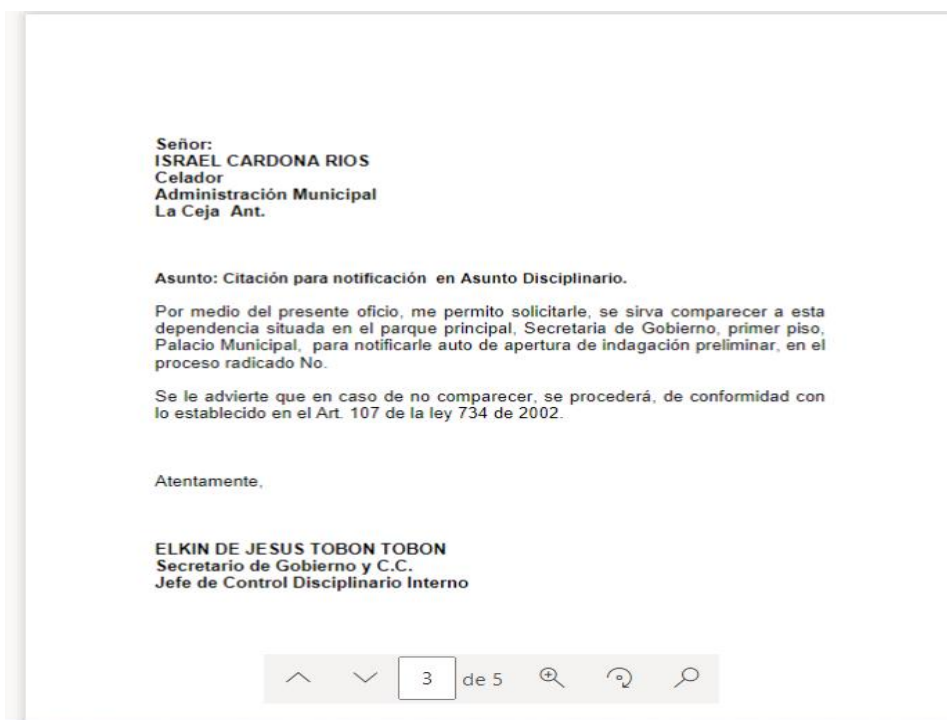 Señor:
ISRAEL CARDONA RIOS
Celador
Administración Municipal
La Ceja  Ant.
Asunto: Citación para notificación  en Asunto Disciplinario.
Por medio del presente oficio, me permito solicitarle, se sirva comparecer a esta
dependencia situada en el parque principal, Secretaria de Gobierno, primer piso,
Palacio Municipal,  para notificarle auto de apertura de indagación preliminar, en el
proceso radicado No.
Se le advierte que en caso de no comparecer, se procederá, de conformidad con
lo establecido en el Art. 107 de la ley 734 de 2002.
Atentamente,
ELKIN DE JESUS TOBON TOBON
Secretario de Gobierno y C.C.
Jefe de Control Disciplinario Interno
3 de 5